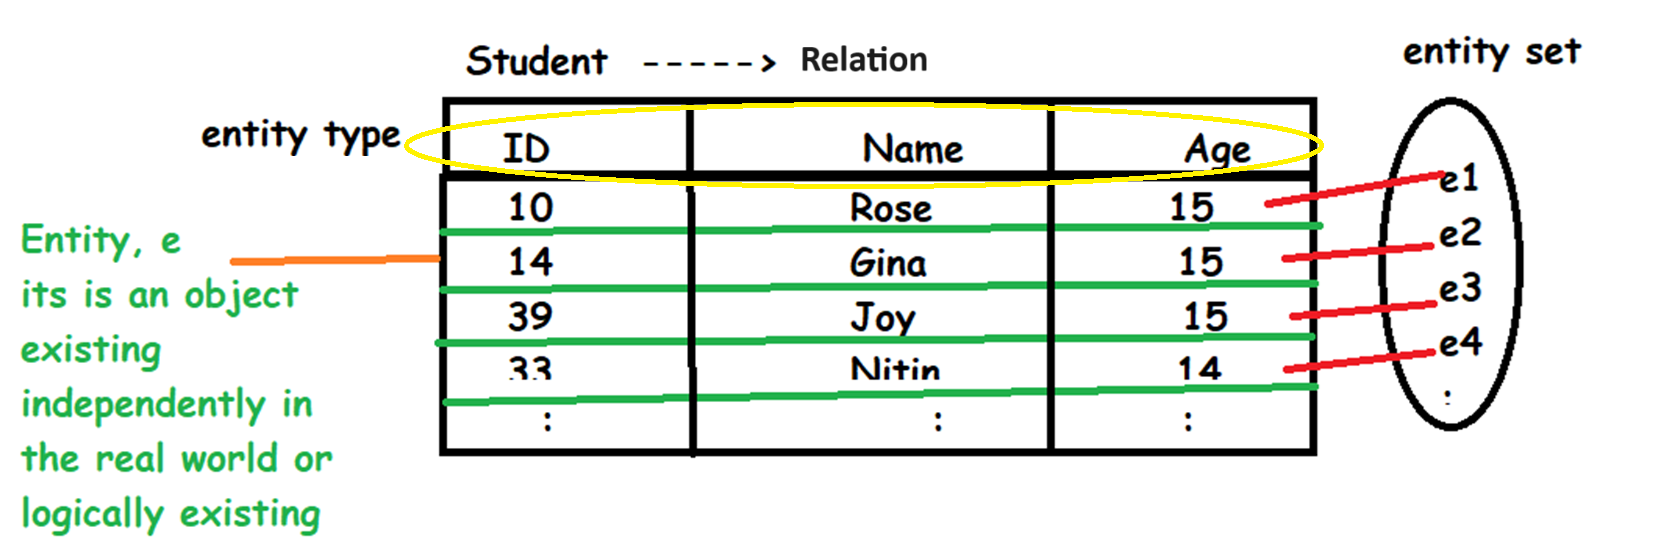 Student -----> Relation
entity set
entity type
ID Name Age
10 Rose 15 e1
14 Gina 15 e2
39 Joy 15 e3
33 Nitin 14 e4
: : : :
Entity, e
its is an object
existing
independently in
the real world or
logically existing